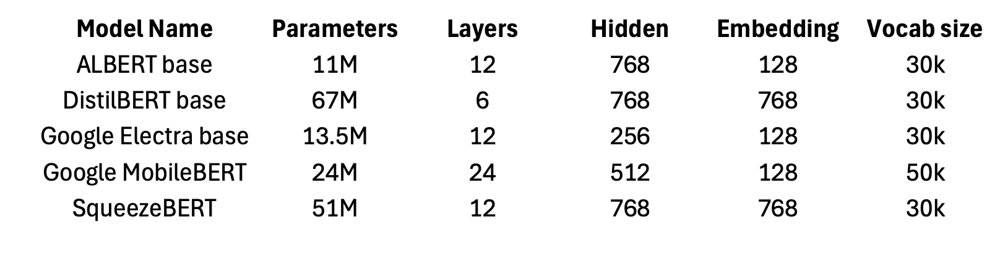 Model Name Parameters Layers Hidden Embedding Vocab size
ALBERT base 11M 12 768 128 30k
DistilBERT base 67M 6 768 768 30k
Google Electra base 13.5M 12 256 128 30k
Google MobileBERT 24M 24 512 128 50k
SqueezeBERT 51M 12 768 768 30k